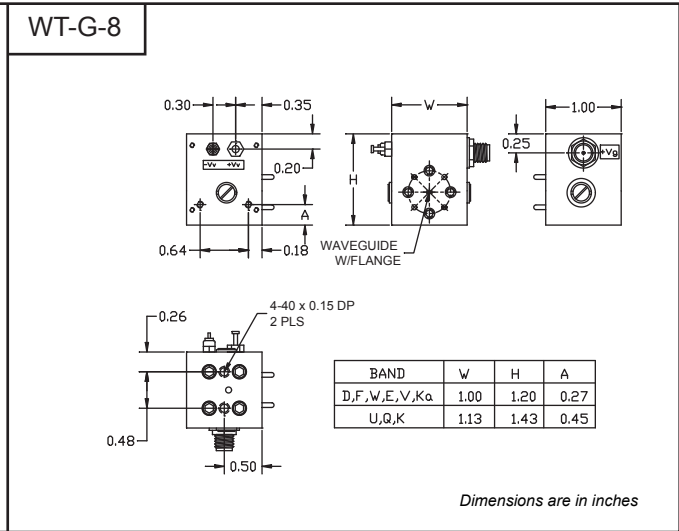 WT-G-8
0.30
0.35
W
1.00
0.20
H
0.25
+Vg
-Vv +Vv
A
0.64
0.18
WAVEGUIDE
W/FLANGE
0.26
4-40 x 0.15 DP
2 PLS
0.48
0.50
BAND W H A
D,F,W,E,V,Ka 1.00 1.20 0.27
U,Q,K 1.13 1.43 0.45
Dimensions are in inches